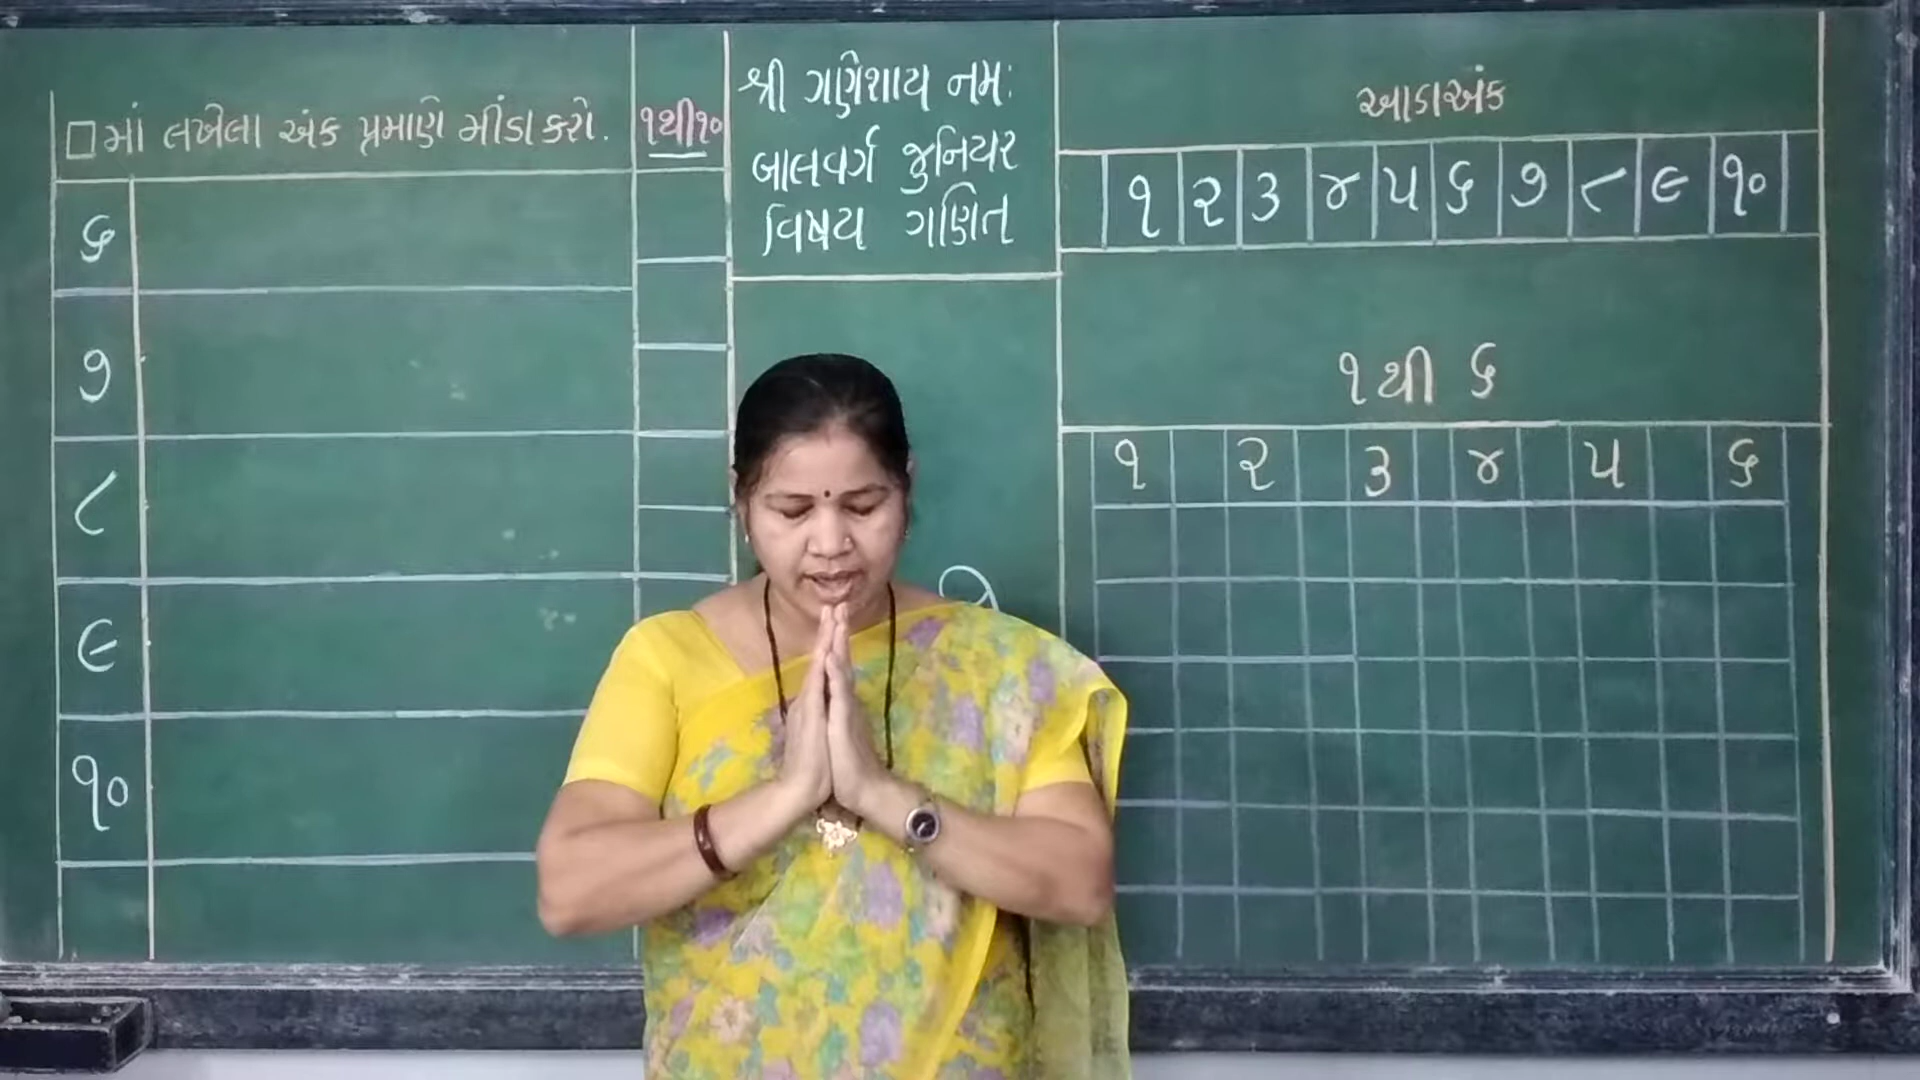 □માં લખેલા અંક પ્રમાણે મીંડા કરો.
૬
૭
૮
૯
૧૦
૧થી૧૦
શ્રી ગણેશાય નમઃ
બાલવર્ગ જુનિયર
વિષય ગણિત
આડાઅંક
૧ ૨ ૩ ૪ ૫ ૬ ૭ ૮ ૯ ૧૦
૧થી ૬
૧ ૨ ૩ ૪ ૫ ૬